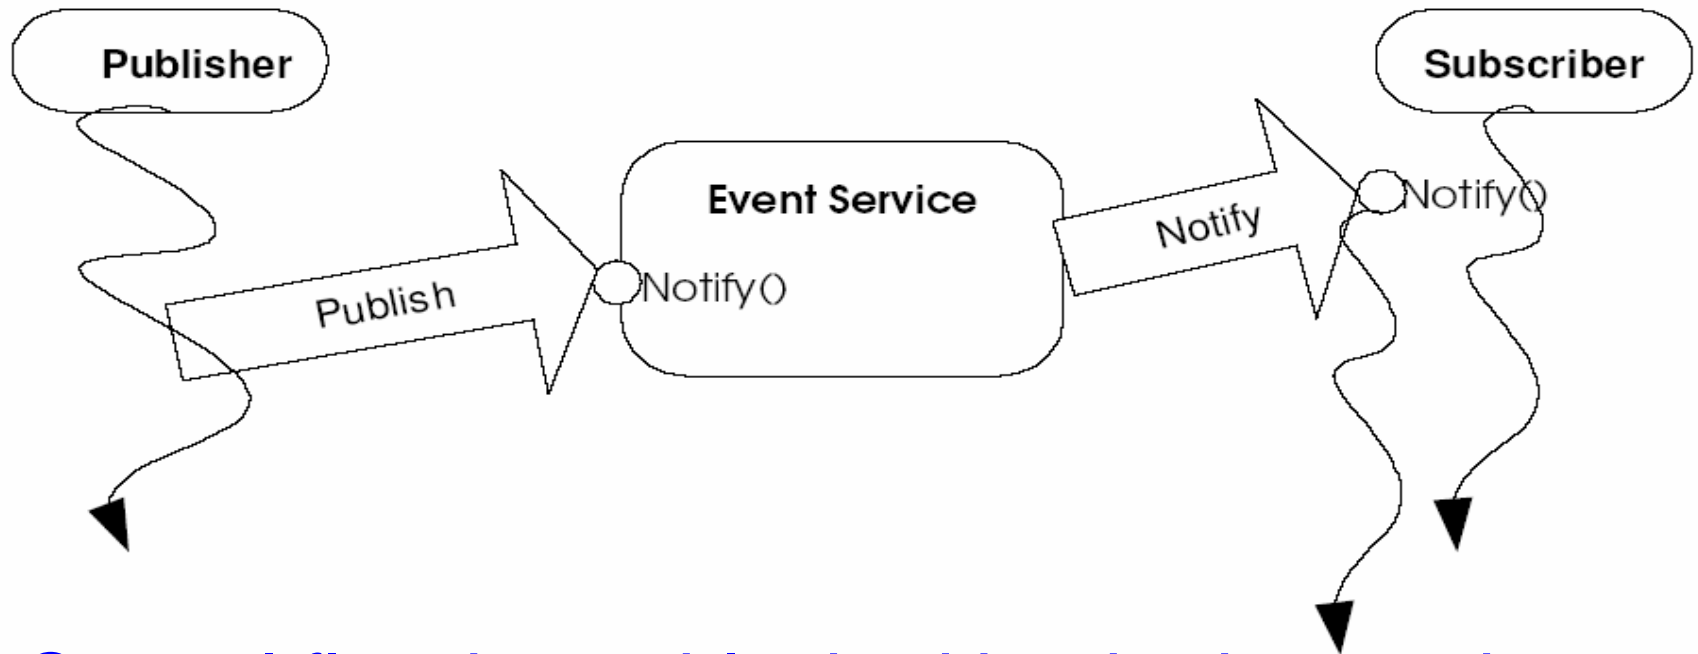 Publisher
Subscriber
Event Service
Notify()
Notify
Publish
Notify()